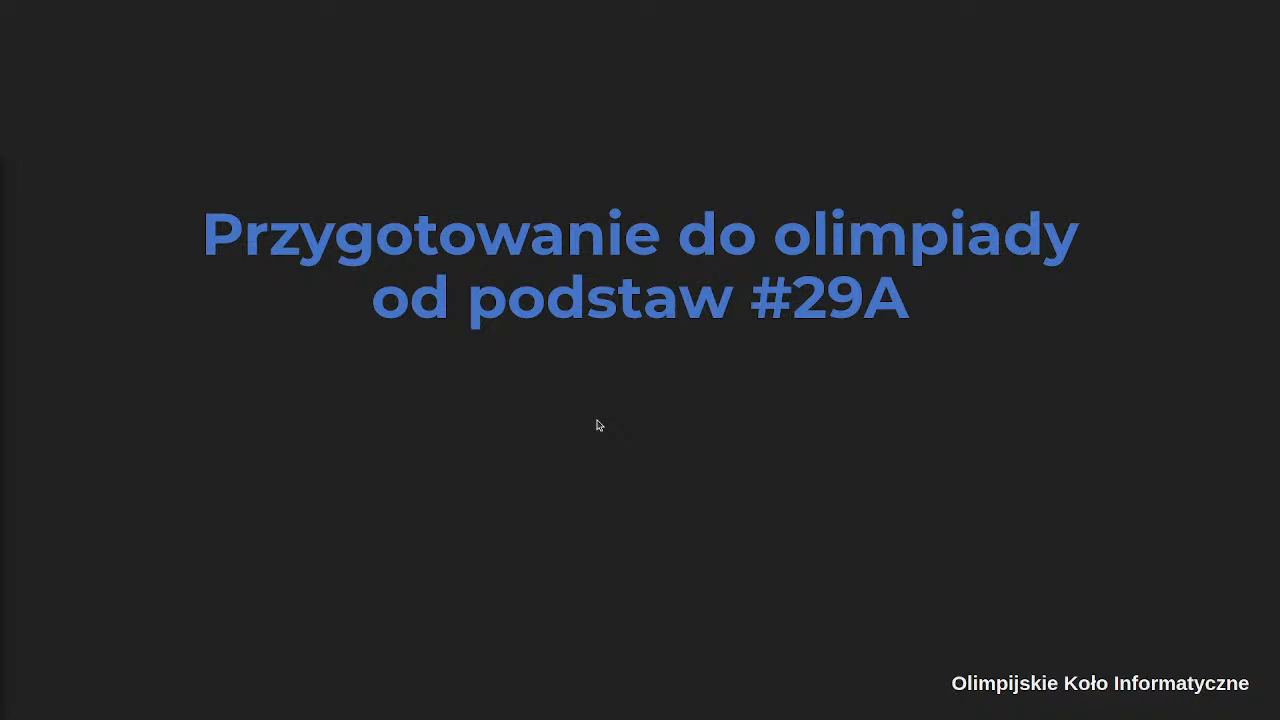 Przygotowanie do olimpiady
od podstaw #29A
Olimpijskie Koło Informatyczne